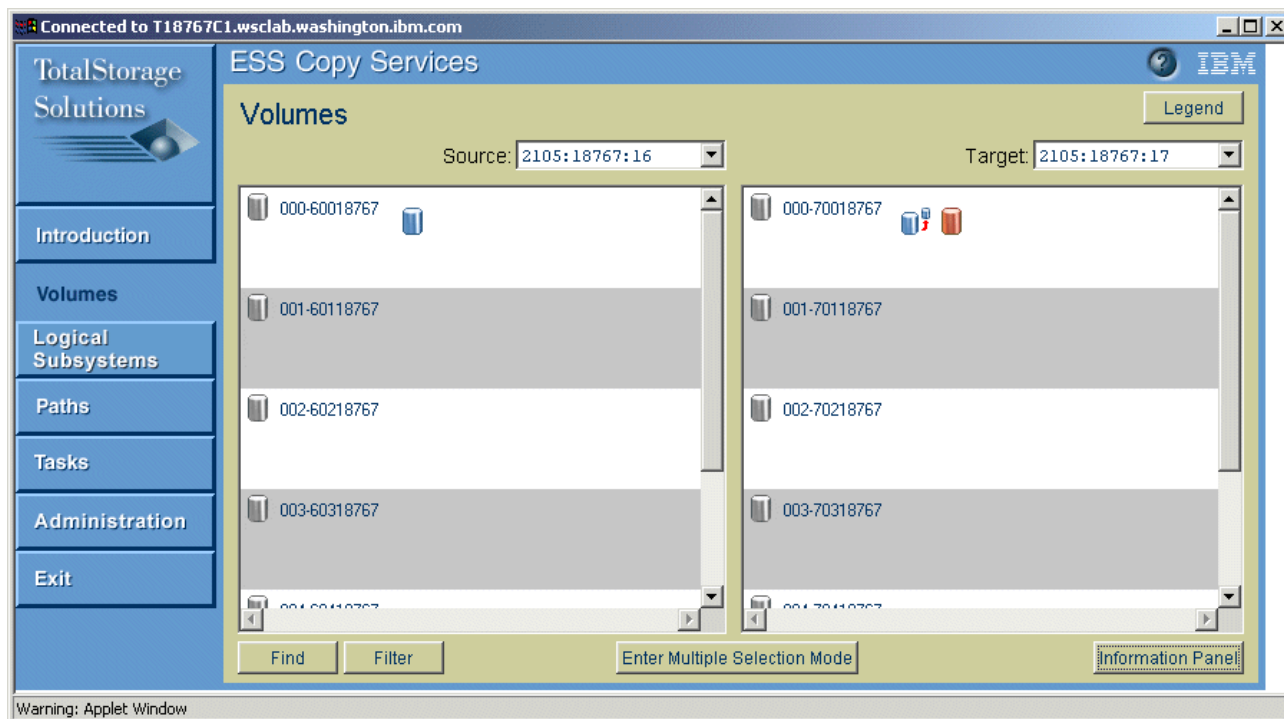 Connected to T18767C1.wsclab.washington.ibm.com
TotalStorage
Solutions
ESS Copy Services
IBM
Volumes
Legend
Source: 2105:18767:16
Target: 2105:18767:17
Introduction
Volumes
Logical
Subsystems
Paths
Tasks
Administration
Exit
000-60018767
001-60118767
002-60218767
003-60318767
000-70018767
001-70118767
002-70218767
003-70318767
Find
Filter
Enter Multiple Selection Mode
Information Panel
Warning: Applet Window